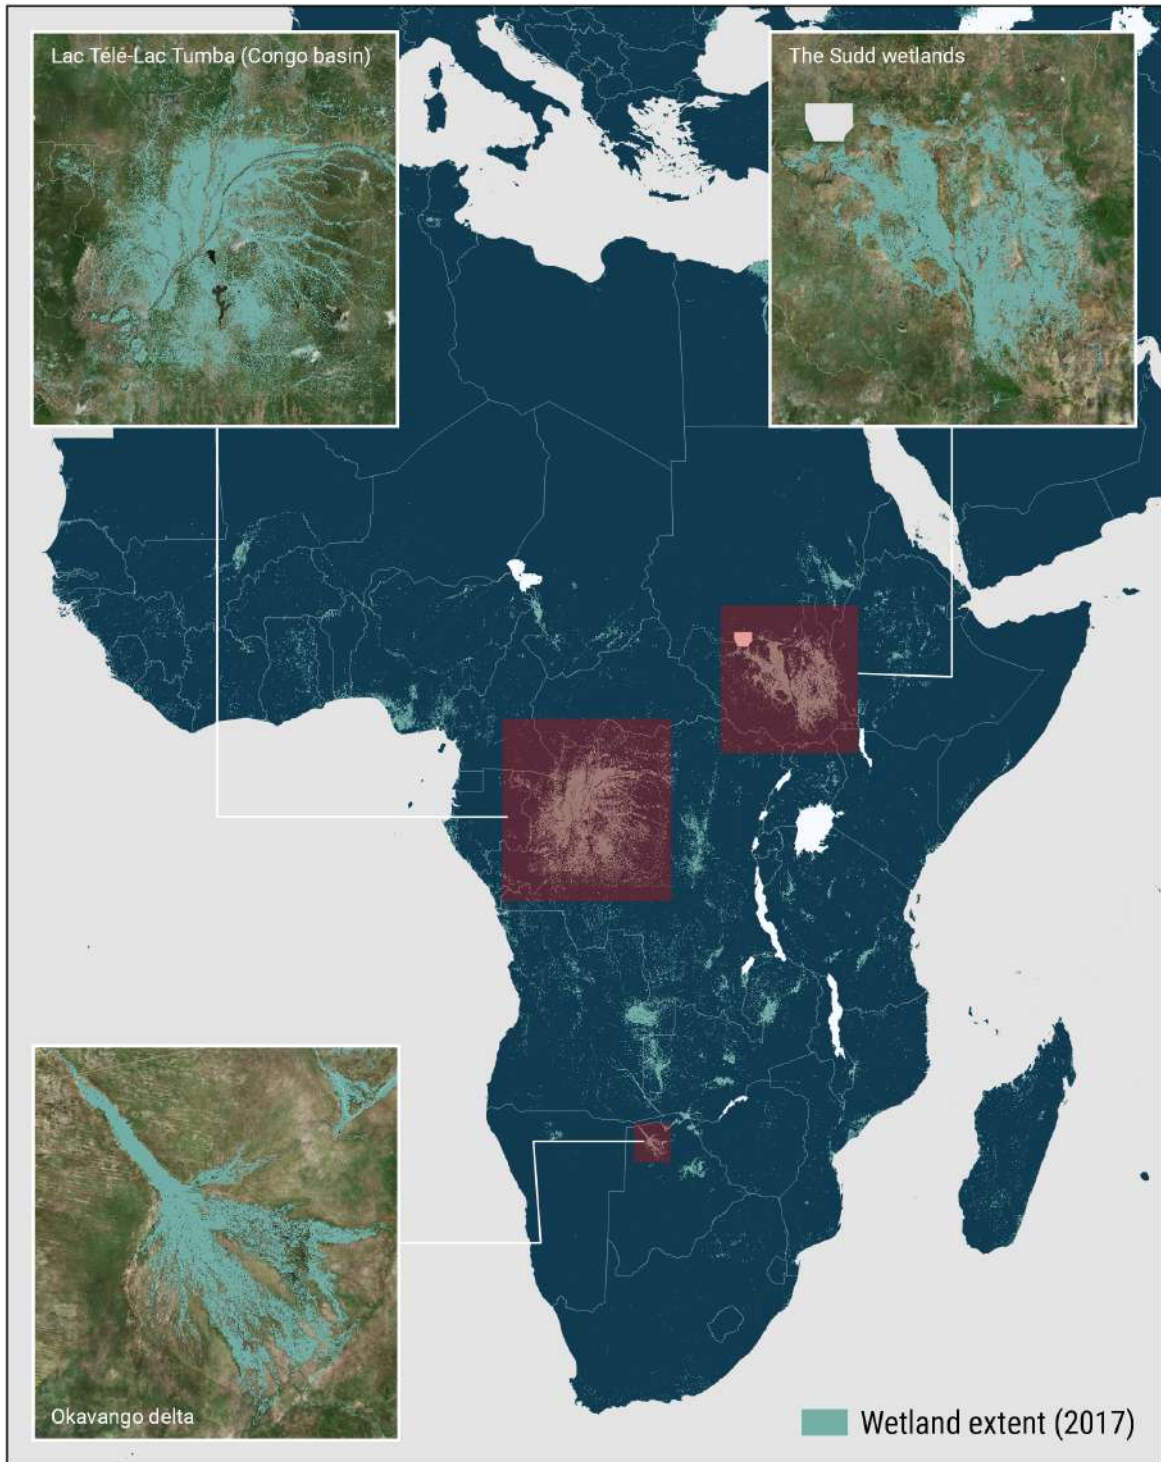 Lac Télé-Lac Tumba (Congo basin)
The Sudd wetlands
Okavango delta
Wetland extent (2017)